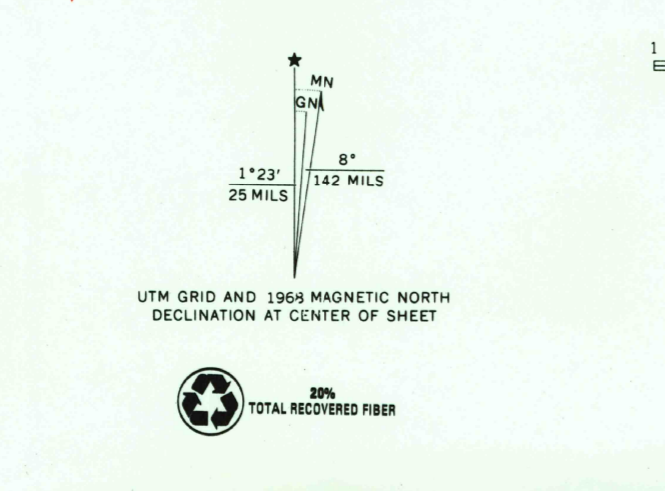 ★
MN
GN
1°23'
25 MILS
8°
142 MILS
UTM GRID AND 1968 MAGNETIC NORTH
DECLINATION AT CENTER OF SHEET
20%
TOTAL RECOVERED FIBER
1